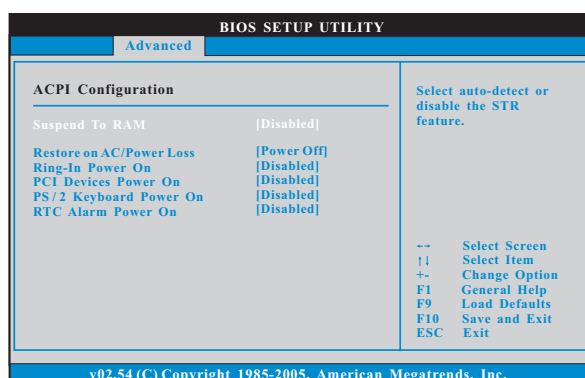 BIOS SETUP UTILITY
Advanced
ACPI Configuration
Suspend To RAM [Disabled]
Restore on AC/Power Loss [Power Off]
Ring-In Power On [Disabled]
PCI Devices Power On [Disabled]
PS/2 Keyboard Power On [Disabled]
RTC Alarm Power On [Disabled]
Select auto-detect or
disable the STR
feature.
←→ Select Screen
↑↓ Select Item
+- Change Option
F1 General Help
F9 Load Defaults
F10 Save and Exit
ESC Exit
v02.54 (C) Copyright 1985-2005, American Megatrends, Inc.